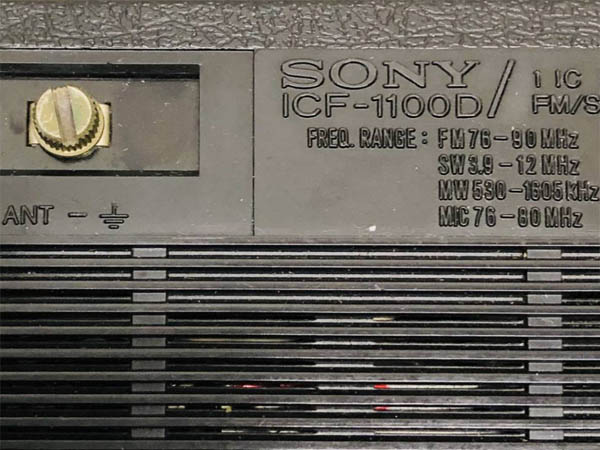 SONY
ICF-1100D/
1 IC
FM/S
FREQ. RANGE: FM 76-90 MHz
SW 3.9-12 MHz
MW 530-1605 kHz
MIC 76-80 MHz
ANT -